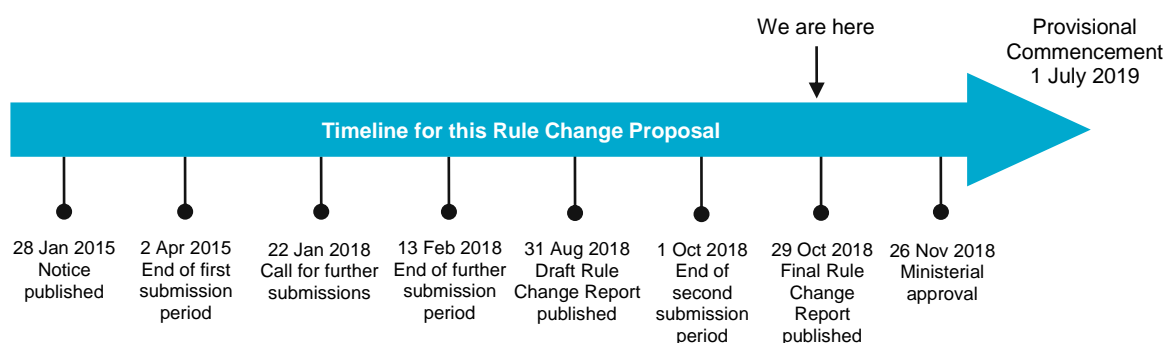 We are here
Provisional
Commencement
1 July 2019
Timeline for this Rule Change Proposal
28 Jan 2015
Notice
published
2 Apr 2015
End of first
submission
period
22 Jan 2018
Call for further
submissions
13 Feb 2018
End of further
submission
period
31 Aug 2018
Draft Rule
Change Report
published
1 Oct 2018
End of
second
submission
period
29 Oct 2018
Final Rule
Change
Report
published
26 Nov 2018
Ministerial
approval